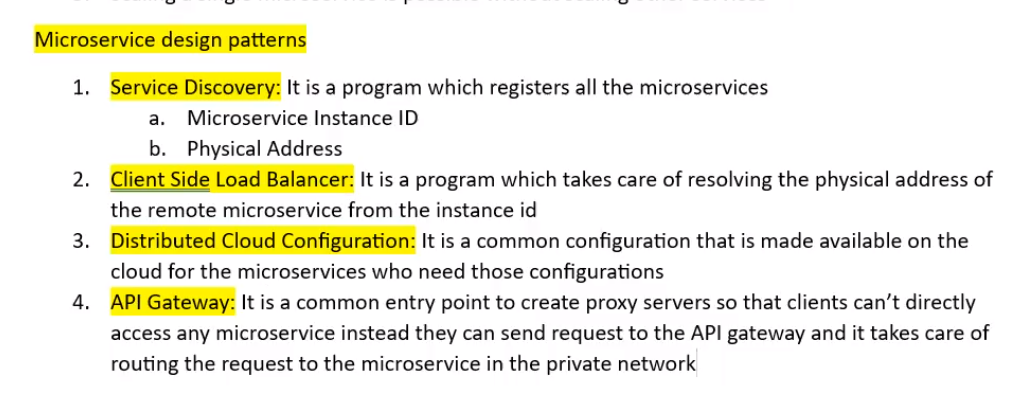 Microservice design patterns
1. Service Discovery: It is a program which registers all the microservices
a. Microservice Instance ID
b. Physical Address
2. Client Side Load Balancer: It is a program which takes care of resolving the physical address of
the remote microservice from the instance id
3. Distributed Cloud Configuration: It is a common configuration that is made available on the
cloud for the microservices who need those configurations
4. API Gateway: It is a common entry point to create proxy servers so that clients can’t directly
access any microservice instead they can send request to the API gateway and it takes care of
routing the request to the microservice in the private network